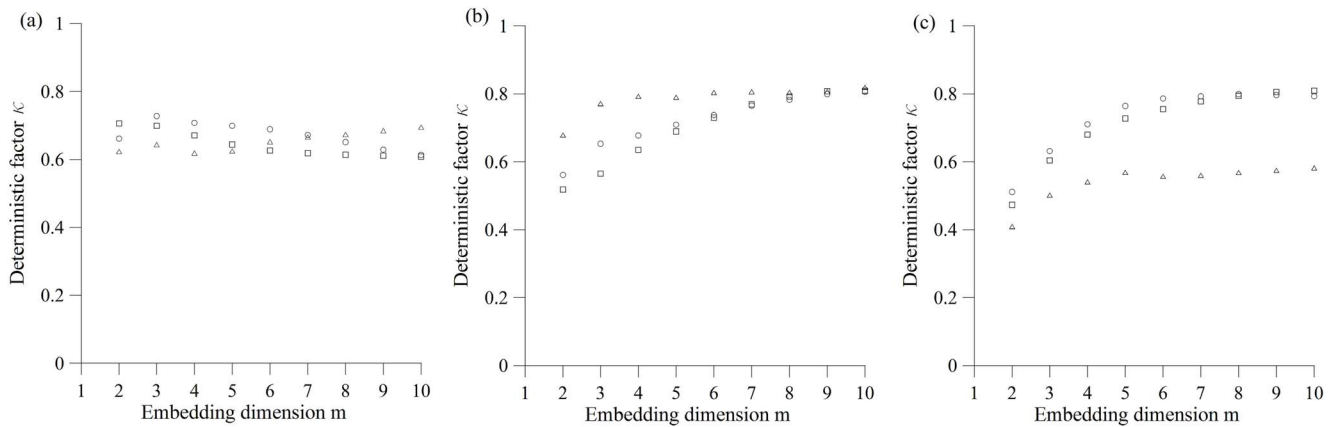 (a)
1
0.8
0.6
0.4
0.2
0
Deterministic factor κ
1 2 3 4 5 6 7 8 9 10
Embedding dimension m
(b)
1
0.8
0.6
0.4
0.2
0
Deterministic factor κ
1 2 3 4 5 6 7 8 9 10
Embedding dimension m
(c)
1
0.8
0.6
0.4
0.2
0
Deterministic factor κ
1 2 3 4 5 6 7 8 9 10
Embedding dimension m